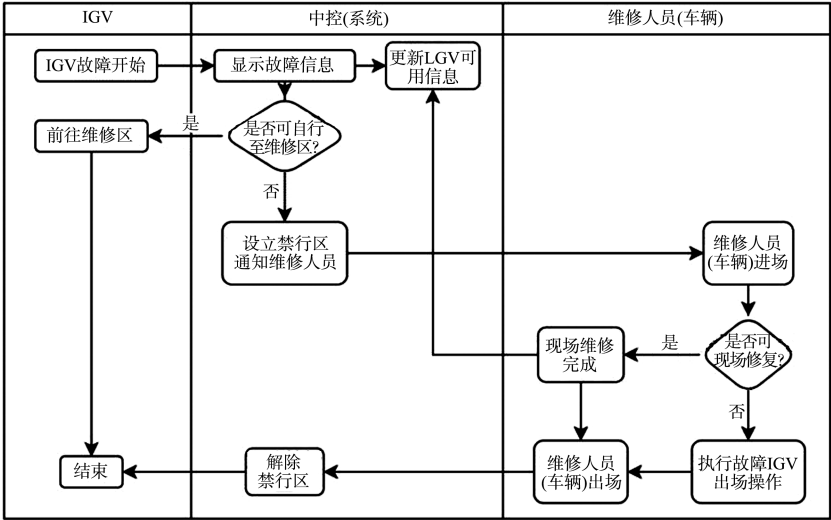 IGV
中控(系统)
维修人员(车辆)
IGV故障开始
显示故障信息
更新LGV可
用信息
前往维修区
是
是否可自行
至维修区?
否
设立禁行区
通知维修人员
维修人员
(车辆)进场
现场维修
完成
是
是否可
现场修复?
否
结束
解除
禁行区
维修人员
(车辆)出场
执行故障IGV
出场操作